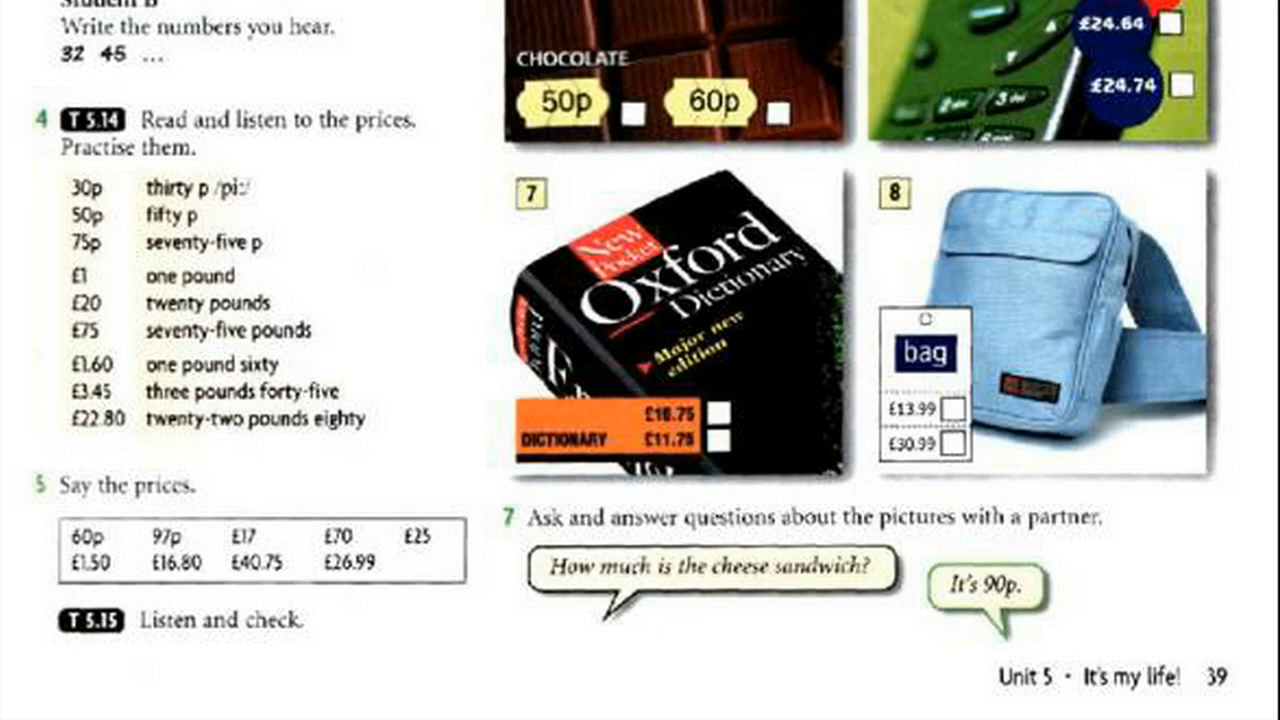 Student B
Write the numbers you hear.
32 45 ...
4 T 5.14 Read and listen to the prices.
Practise them.
30p thirty p /piː/
50p fifty p
75p seventy-five p
£1 one pound
£20 twenty pounds
£75 seventy-five pounds
£1.60 one pound sixty
£3.45 three pounds forty-five
£22.80 twenty-two pounds eighty
5 Say the prices.
60p 97p £17 £70 £25
£1.50 £16.80 £40.75 £26.99
T 5.15 Listen and check.
CHOCOLATE
50p 60p
£24.64
£24.74
7
New
Pocket
Oxford
Dictionary
Major new
edition
£10.75
DICTIONARY £11.75
8
bag
£13.99
£30.99
7 Ask and answer questions about the pictures with a partner.
How much is the cheese sandwich?
It's 90p.
Unit 5 · It's my life! 39